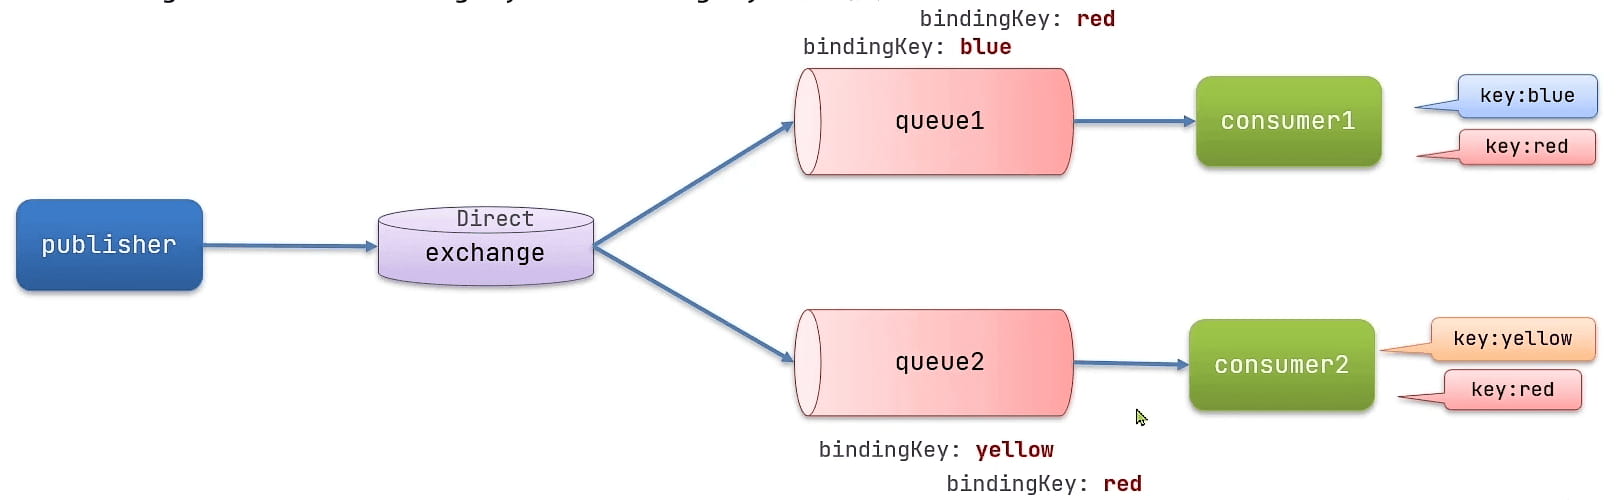 bindingKey: red
bindingKey: blue
queue1
consumer1
key:blue
key:red
publisher
Direct
exchange
queue2
consumer2
key:yellow
key:red
bindingKey: yellow
bindingKey: red